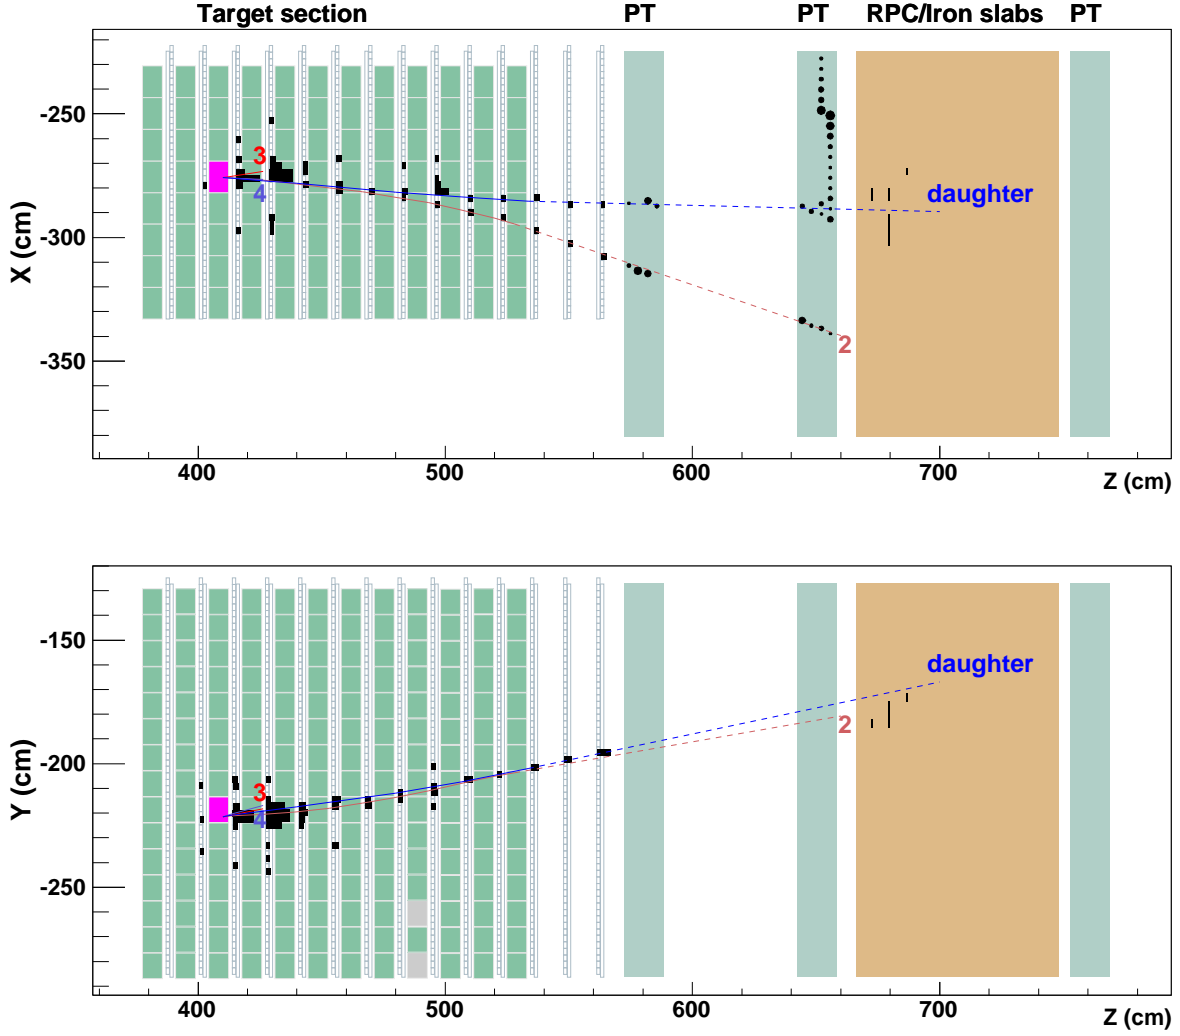 Target section PT PT RPC/Iron slabs PT
-250
-300
-350
X (cm)
3
4
daughter
2
400 500 600 700
Z (cm)
-150
-200
-250
Y (cm)
daughter
2
3
4
400 500 600 700
Z (cm)